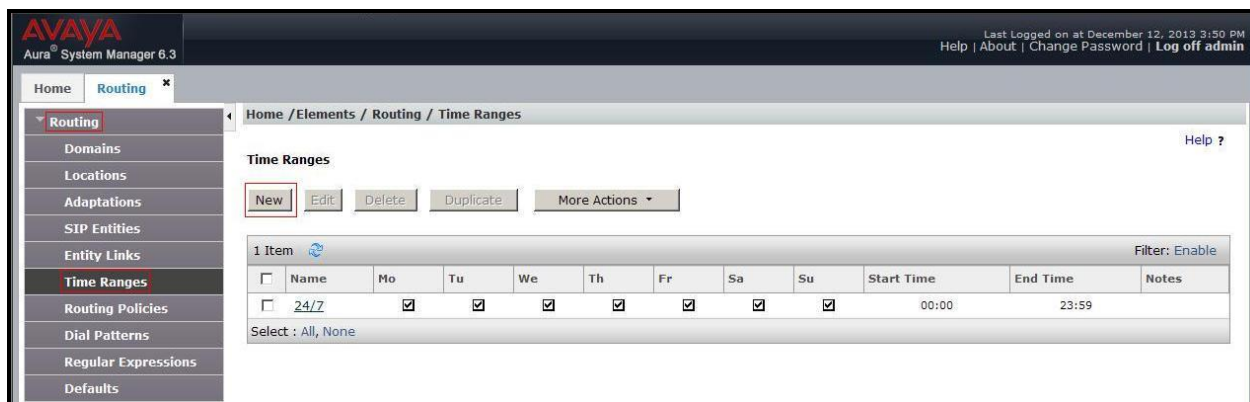 AVAYA
Aura® System Manager 6.3
Last Logged on at December 12, 2013 3:50 PM
Help | About | Change Password | Log off admin
Home Routing ×
Routing
Domains
Locations
Adaptations
SIP Entities
Entity Links
Time Ranges
Routing Policies
Dial Patterns
Regular Expressions
Defaults
Home /Elements / Routing / Time Ranges
Help ?
Time Ranges
New Edit Delete Duplicate More Actions
1 Item Filter: Enable
Name Mo Tu We Th Fr Sa Su Start Time End Time Notes
24/7 00:00 23:59
Select : All, None